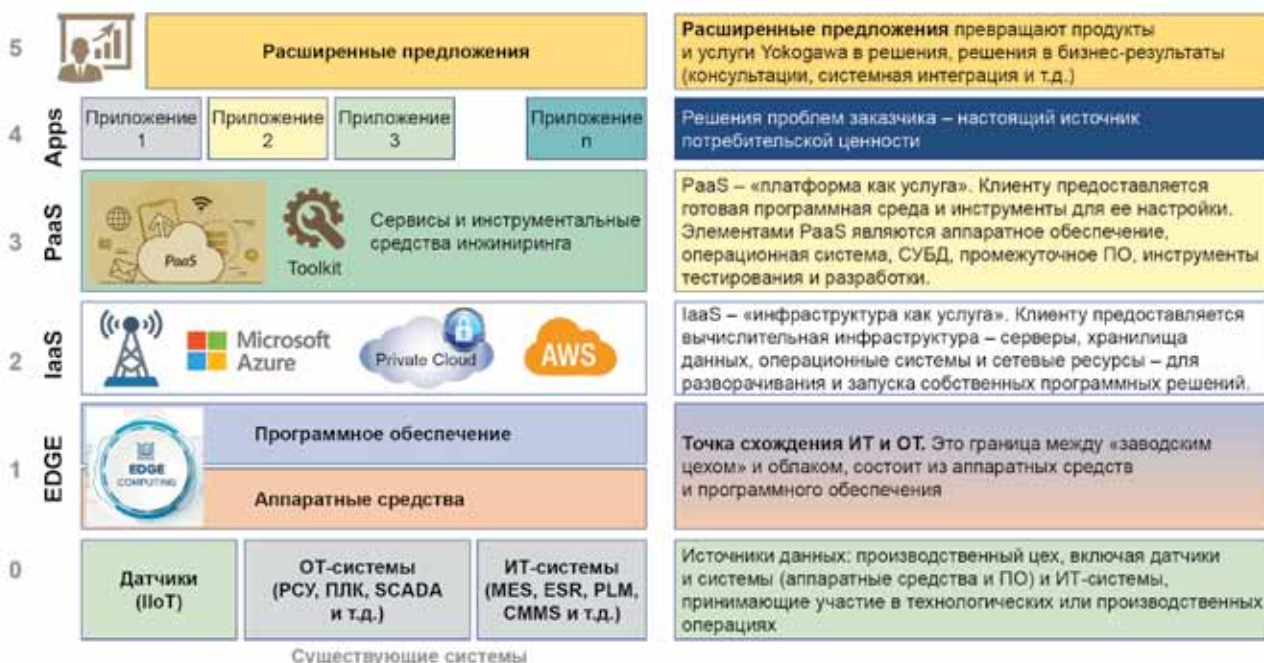 5
Расширенные предложения
Расширенные предложения превращают продукты
и услуги Yokogawa в решения, решения в бизнес-результаты
(консультации, системная интеграция и т.д.)
4
Apps
Приложение
1
Приложение
2
Приложение
3
Приложение
n
Решения проблем заказчика – настоящий источник
потребительской ценности
3
PaaS
PaaS
Toolkit
Сервисы и инструментальные
средства инжиниринга
PaaS – «платформа как услуга». Клиенту предоставляется
готовая программная среда и инструменты для ее настройки.
Элементами PaaS являются аппаратное обеспечение,
операционная система, СУБД, промежуточное ПО, инструменты
тестирования и разработки.
2
IaaS
Microsoft
Azure
Private Cloud
AWS
IaaS – «инфраструктура как услуга». Клиенту предоставляется
вычислительная инфраструктура – серверы, хранилища
данных, операционные системы и сетевые ресурсы – для
разворачивания и запуска собственных программных решений.
1
EDGE
EDGE
COMPUTING
Программное обеспечение
Аппаратные средства
Точка схождения ИТ и ОТ. Это граница между «заводским
цехом» и облаком, состоит из аппаратных средств
и программного обеспечения
0
Датчики
(IIoT)
ОТ-системы
(РСУ, ПЛК, SCADA
и т.д.)
ИТ-системы
(MES, ESR, PLM,
CMMS и т.д.)
Источники данных: производственный цех, включая датчики
и системы (аппаратные средства и ПО) и ИТ-системы,
принимающие участие в технологических или производственных
операциях
Существующие системы